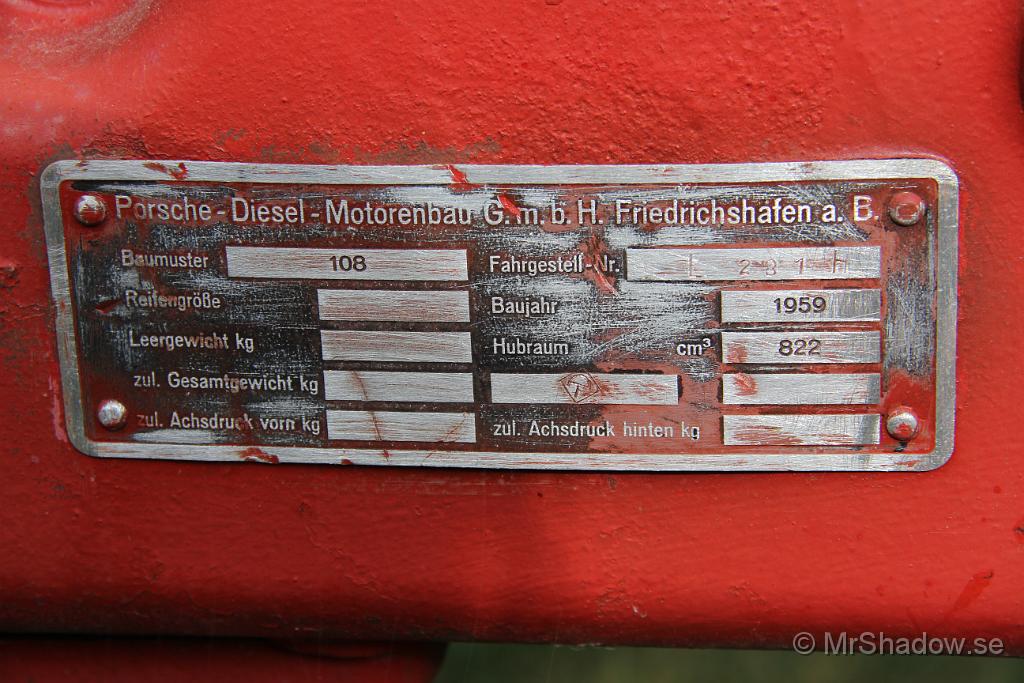 Porsche-Diesel-Motorenbau G.m.b.H. Friedrichshafen a. B.
Baumuster 108 Fahrgestell-Nr. L
Reifengröße Baujahr 1959
Leergewicht kg Hubraum cm³ 822
zul. Gesamtgewicht kg
zul. Achsdruck vorn kg zul. Achsdruck hinten kg
© MrShadow.se